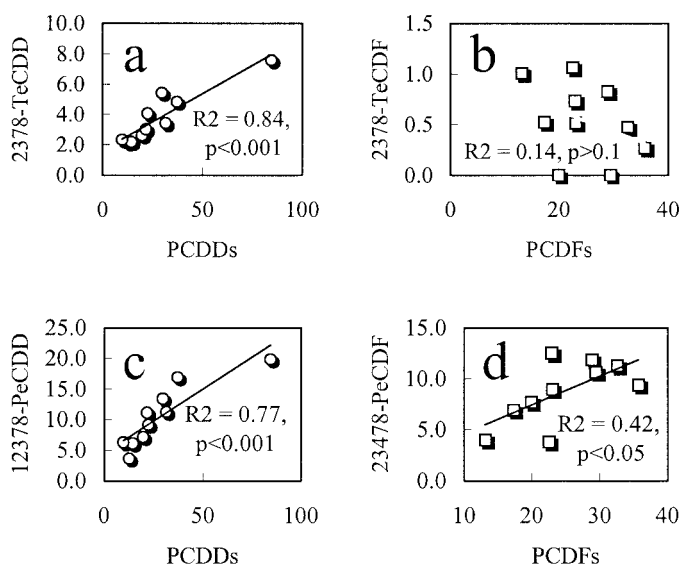 a
2378-TeCDD
10.0
8.0
6.0
4.0
2.0
0.0
R2 = 0.84,
p<0.001
0
50
100
PCDDs
b
2378-TeCDF
1.5
1.0
0.5
0.0
R2 = 0.14, p>0.1
0
20
40
PCDFs
c
12378-PeCDD
25.0
20.0
15.0
10.0
5.0
0.0
R2 = 0.77,
p<0.001
0
50
100
PCDDs
d
23478-PeCDF
15.0
10.0
5.0
0.0
R2 = 0.42,
p<0.05
10
20
30
40
PCDFs